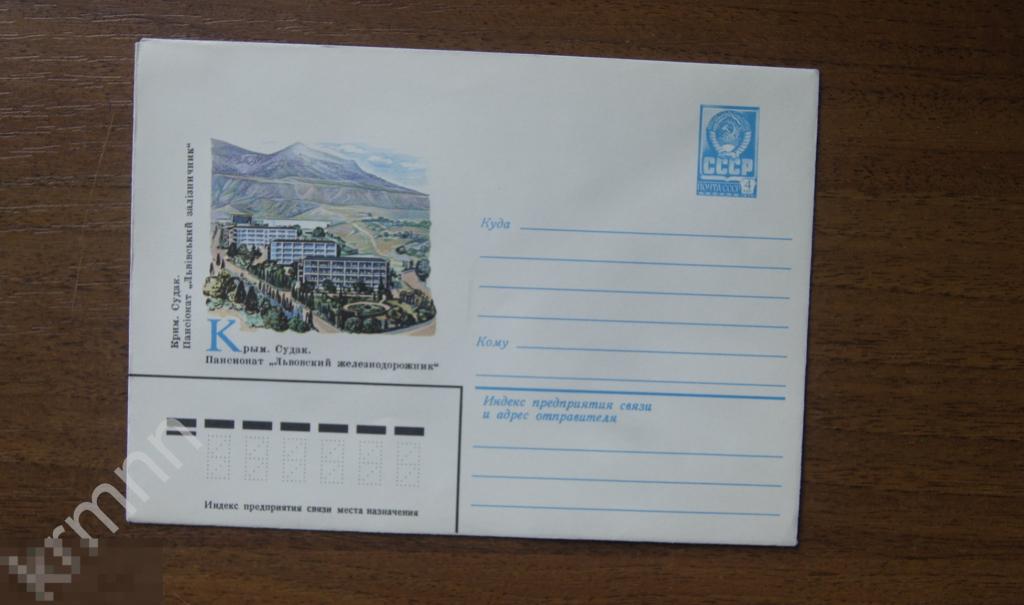 Крим. Судак.
Пансіонат „Львівський залізничник“
Крым. Судак.
Пансионат „Львовский железнодорожник“
СССР
ПОЧТА СССР
4
Куда
Кому
Индекс предприятия связи
и адрес отправителя
Индекс предприятия связи места назначения
krmnn